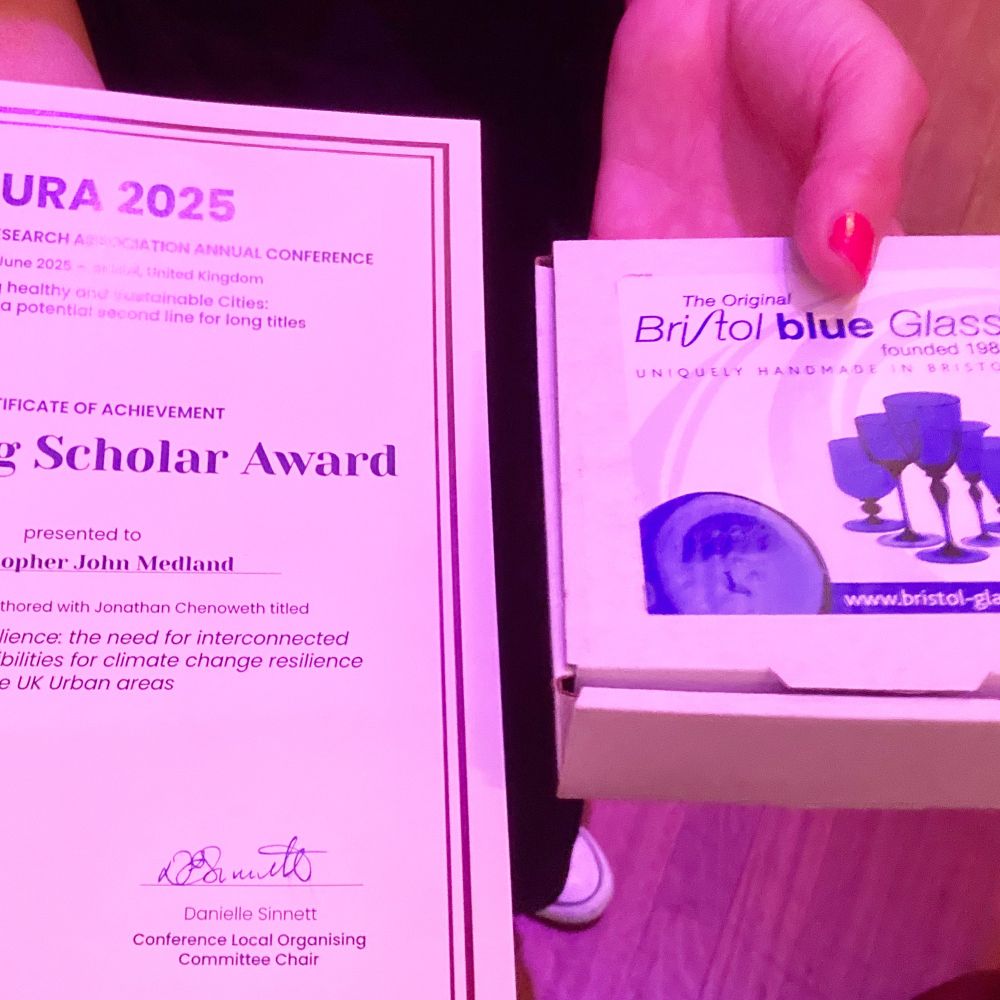 URA 2025
SEARCH ASSOCIATION ANNUAL CONFERENCE
June 2025 – Bristol, United Kingdom
g healthy and sustainable Cities:
a potential second line for long titles
TIFICATE OF ACHIEVEMENT
g Scholar Award
presented to
opher John Medland
thored with Jonathan Chenoweth titled
lience: the need for interconnected
ibilities for climate change resilience
e UK Urban areas
Danielle Sinnett
Conference Local Organising
Committee Chair
The Original
Bristol blue Glass
founded 198
UNIQUELY HANDMADE IN BRISTO
www.bristol-gla